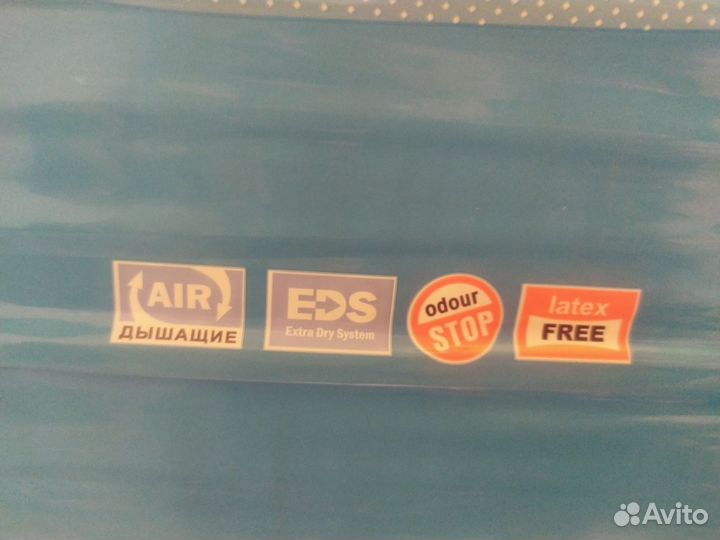 AIR
ДЫШАЩИЕ
EDS
Extra Dry System
odour
STOP
latex
FREE
Avito